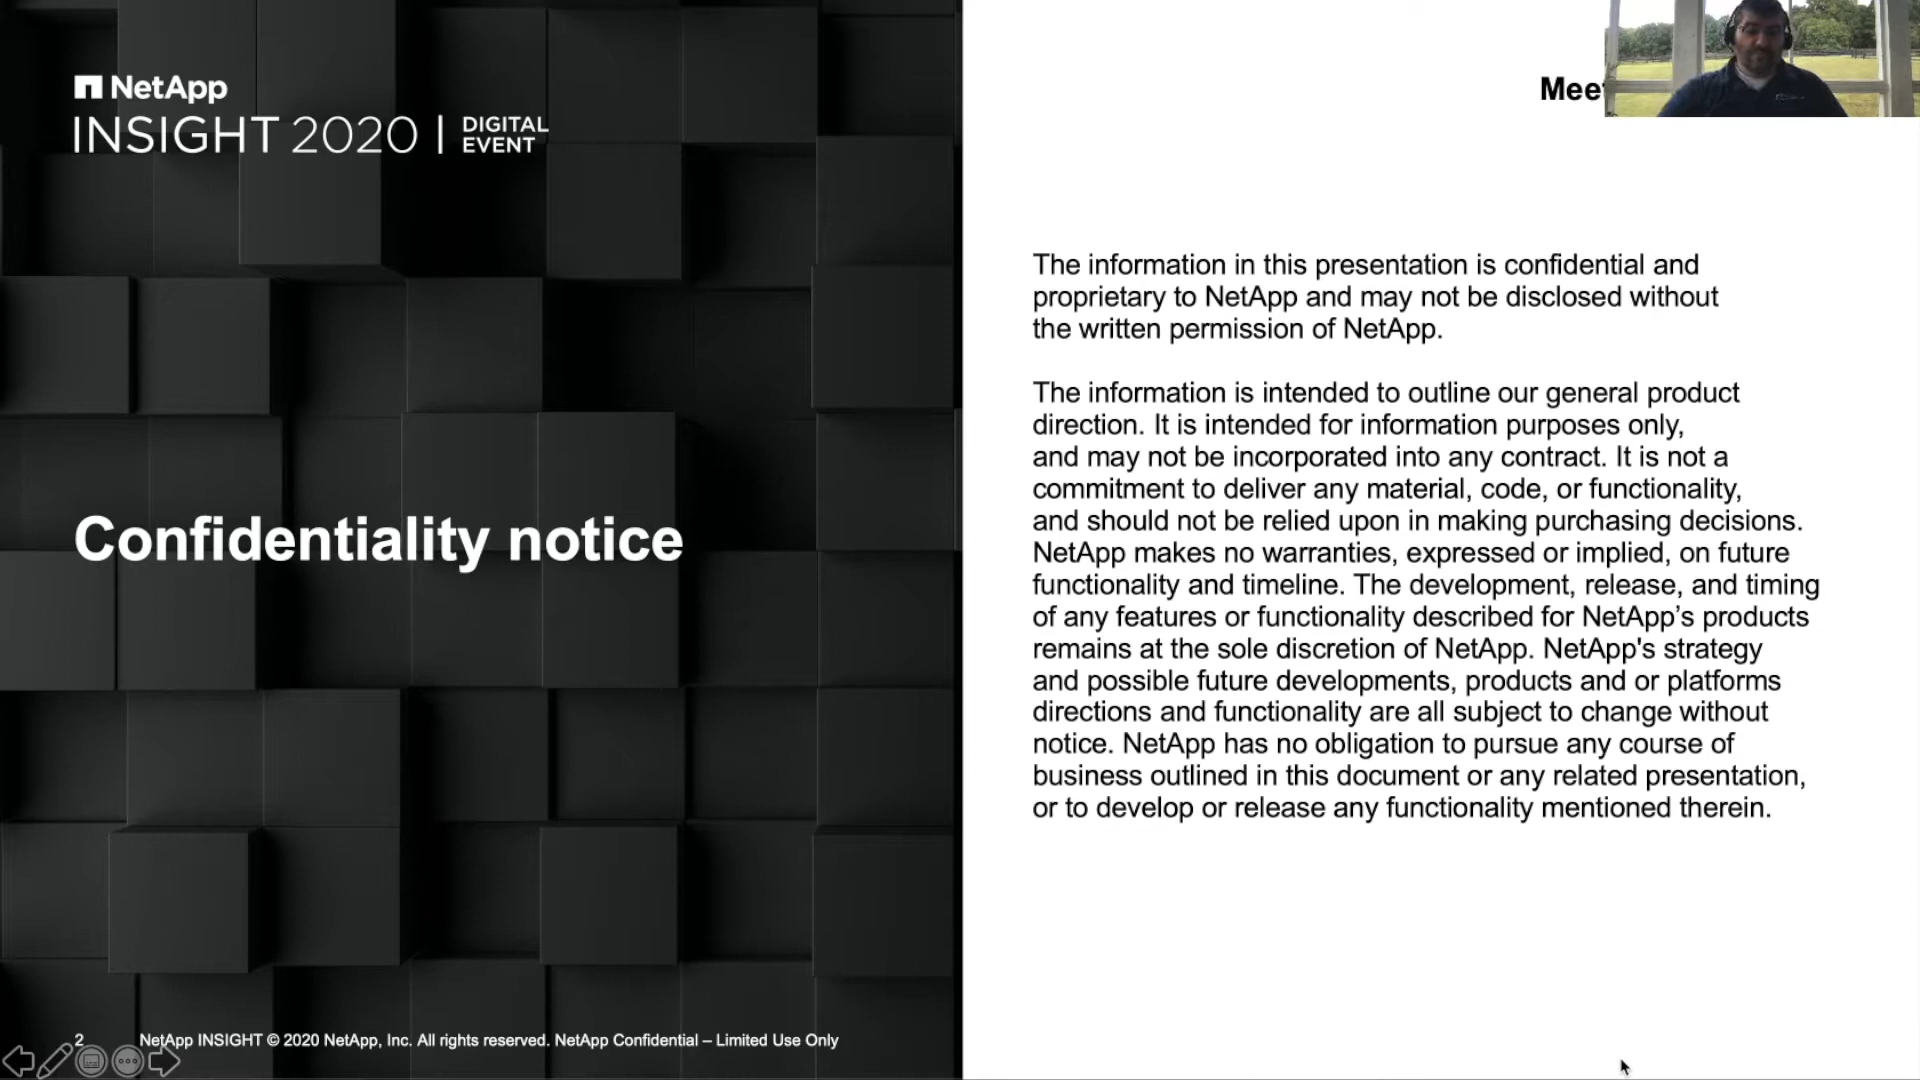 NetApp
INSIGHT 2020 | DIGITAL
EVENT
Confidentiality notice
The information in this presentation is confidential and
proprietary to NetApp and may not be disclosed without
the written permission of NetApp.
The information is intended to outline our general product
direction. It is intended for information purposes only,
and may not be incorporated into any contract. It is not a
commitment to deliver any material, code, or functionality,
and should not be relied upon in making purchasing decisions.
NetApp makes no warranties, expressed or implied, on future
functionality and timeline. The development, release, and timing
of any features or functionality described for NetApp’s products
remains at the sole discretion of NetApp. NetApp's strategy
and possible future developments, products and or platforms
directions and functionality are all subject to change without
notice. NetApp has no obligation to pursue any course of
business outlined in this document or any related presentation,
or to develop or release any functionality mentioned therein.
2 NetApp INSIGHT © 2020 NetApp, Inc. All rights reserved. NetApp Confidential – Limited Use Only